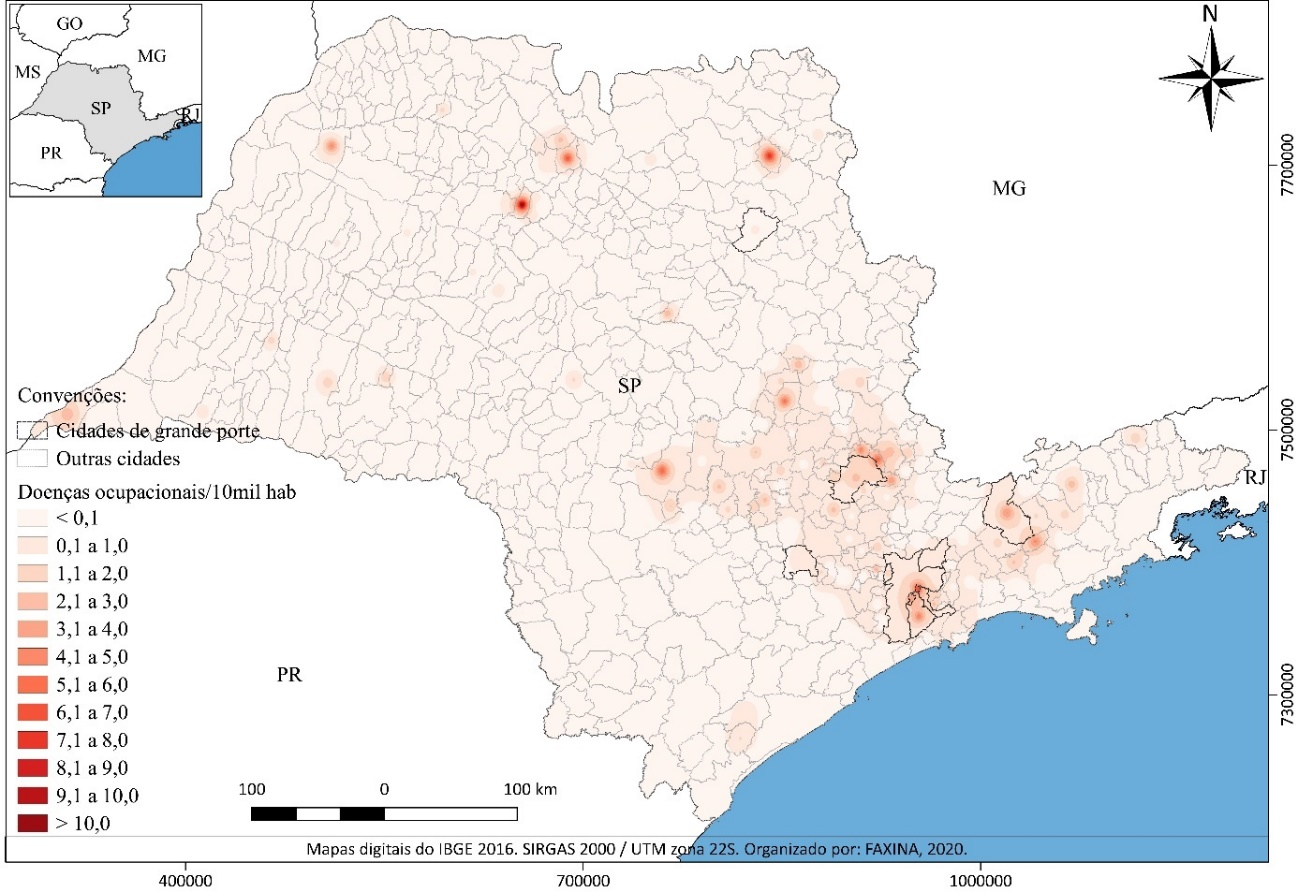 GO
MG
MS
SP
RJ
PR
N
MG
SP
RJ
PR
7700000
7500000
7300000
Convenções:
Cidades de grande porte
Outras cidades
Doenças ocupacionais/10mil hab
< 0,1
0,1 a 1,0
1,1 a 2,0
2,1 a 3,0
3,1 a 4,0
4,1 a 5,0
5,1 a 6,0
6,1 a 7,0
7,1 a 8,0
8,1 a 9,0
9,1 a 10,0
> 10,0
100 0 100 km
Mapas digitais do IBGE 2016. SIRGAS 2000 / UTM zona 22S. Organizado por: FAXINA, 2020.
400000 700000 1000000